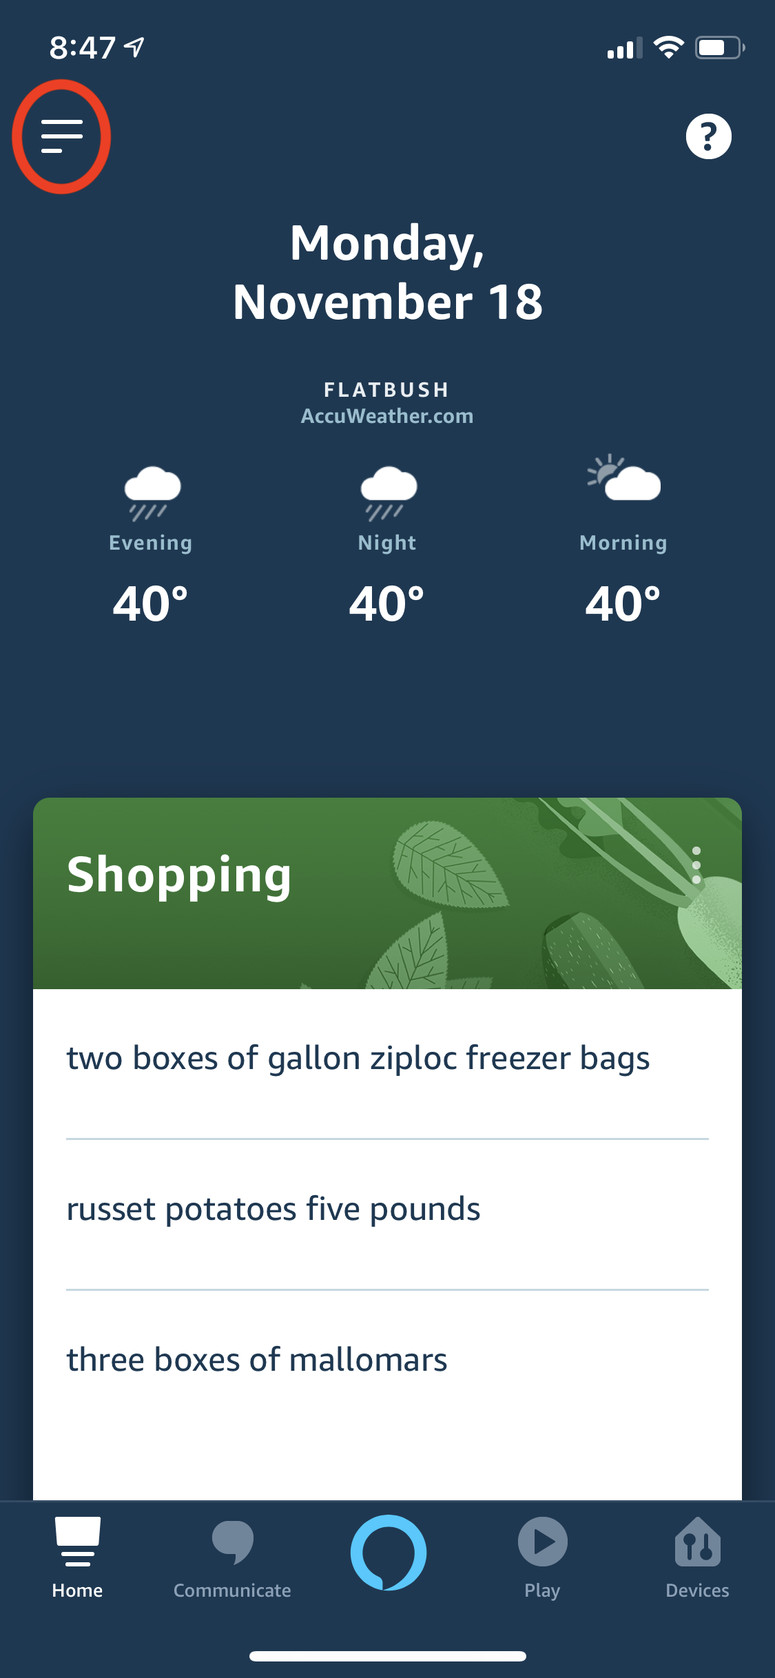 8:47
?
Monday,
November 18
FLATBUSH
AccuWeather.com
Evening Night Morning
40° 40° 40°
Shopping
two boxes of gallon ziploc freezer bags
russet potatoes five pounds
three boxes of mallomars
Home Communicate Play Devices